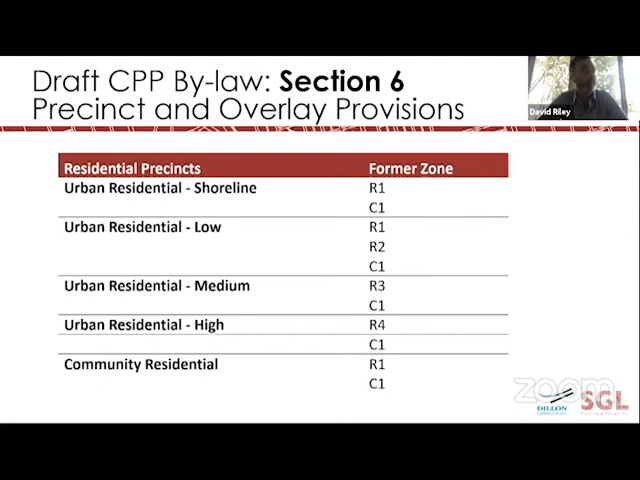 Draft CPP By-law: Section 6
Precinct and Overlay Provisions
David Riley
Residential Precincts Former Zone
Urban Residential - Shoreline R1
C1
Urban Residential - Low R1
R2
C1
Urban Residential - Medium R3
C1
Urban Residential - High R4
C1
Community Residential R1
C1
zoom
DILLON
SGL